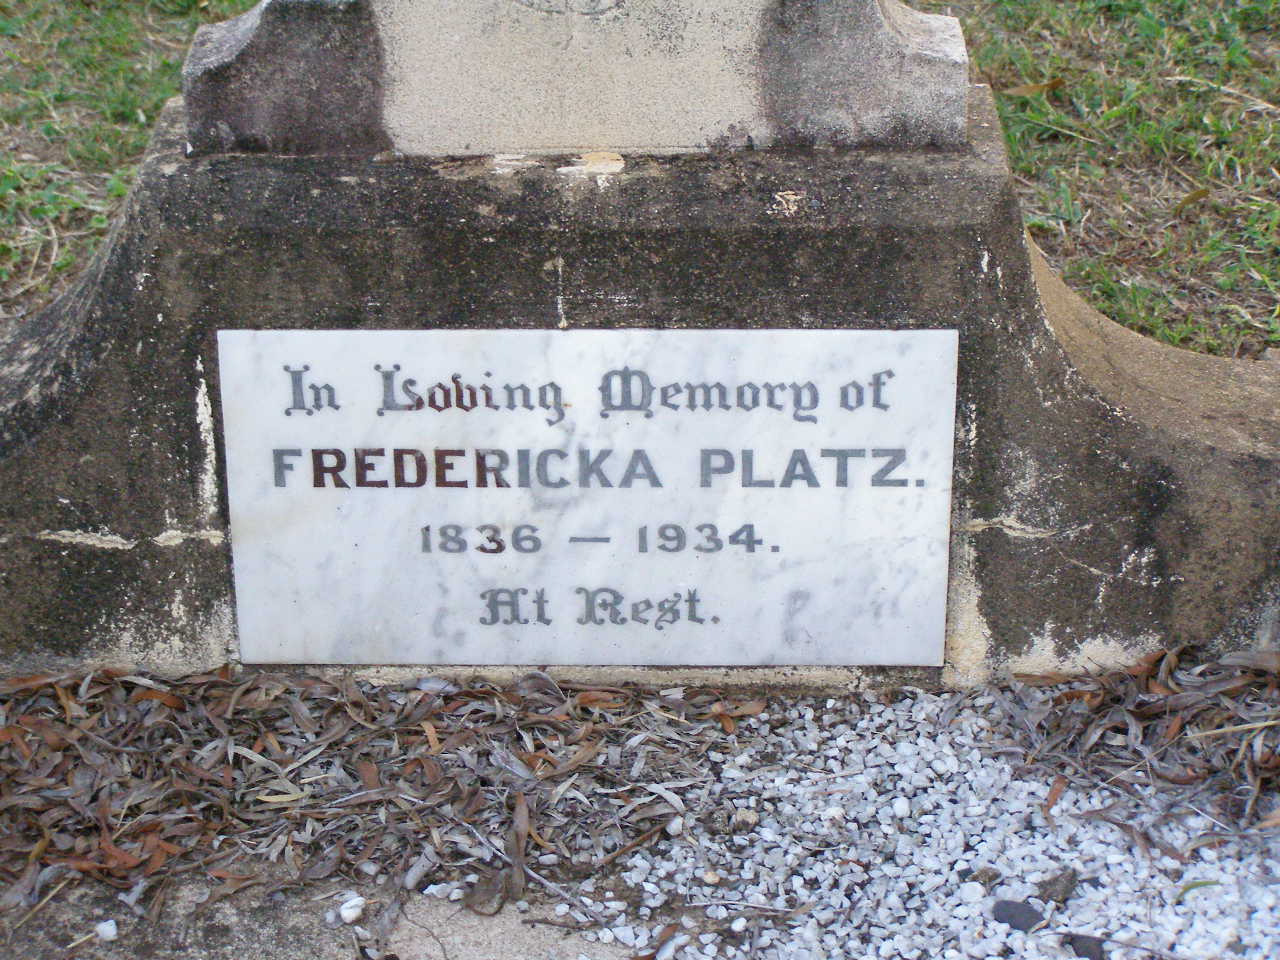 In Loving Memory of
FREDERICKA PLATZ.
1836 — 1934.
At Rest.